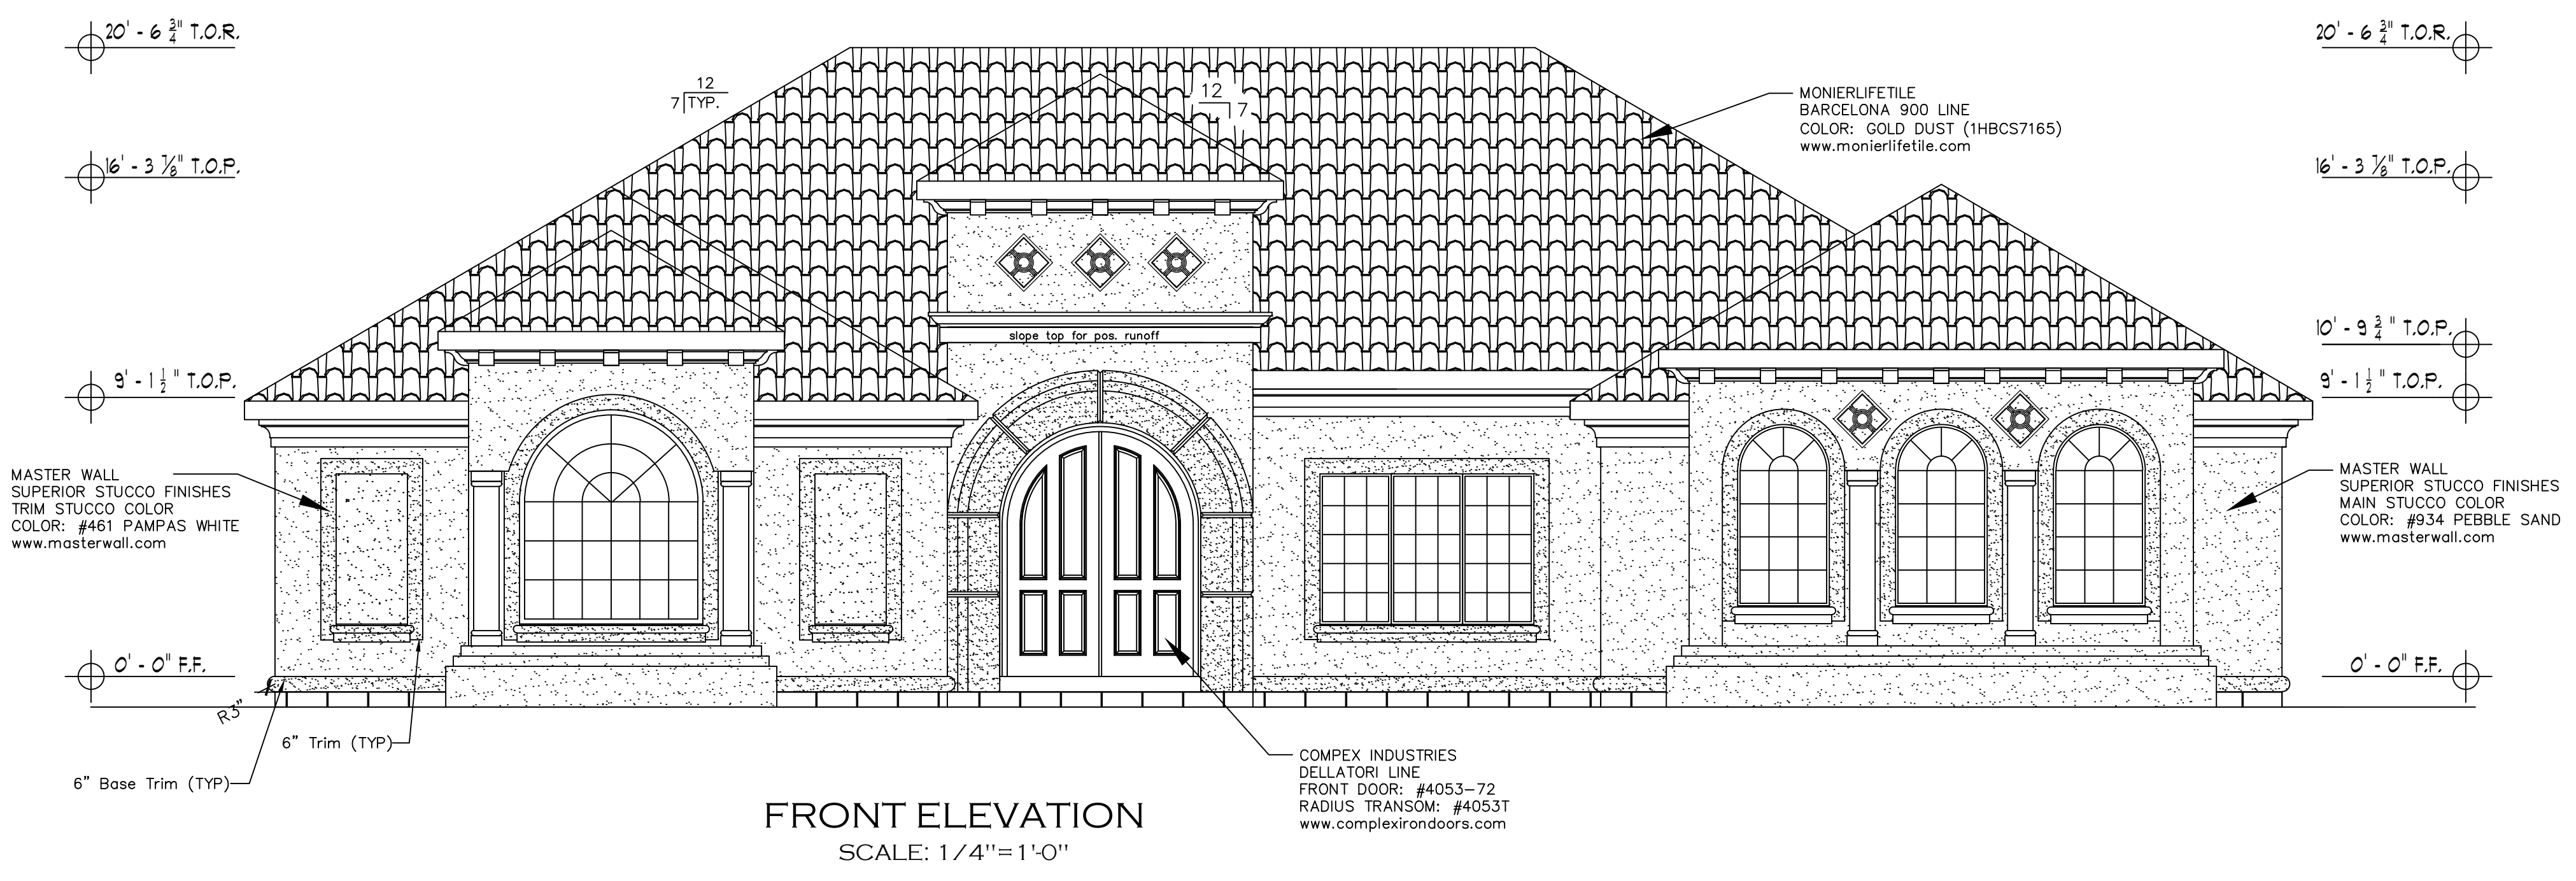 20' - 6 3/4" T.O.R.
16' - 3 7/8" T.O.P.
9' - 1 1/2" T.O.P.
0' - 0" F.F.
12
7 TYP.
12
7
MONIERLIFETILE
BARCELONA 900 LINE
COLOR: GOLD DUST (1HBCS7165)
www.monierlifetile.com
20' - 6 3/4" T.O.R.
16' - 3 7/8" T.O.P.
10' - 9 3/4" T.O.P.
9' - 1 1/2" T.O.P.
0' - 0" F.F.
slope top for pos. runoff
MASTER WALL
SUPERIOR STUCCO FINISHES
TRIM STUCCO COLOR
COLOR: #461 PAMPAS WHITE
www.masterwall.com
MASTER WALL
SUPERIOR STUCCO FINISHES
MAIN STUCCO COLOR
COLOR: #934 PEBBLE SAND
www.masterwall.com
R3"
6" Trim (TYP)
6" Base Trim (TYP)
COMPEX INDUSTRIES
DELLATORI LINE
FRONT DOOR: #4053-72
RADIUS TRANSOM: #4053T
www.complexirondoors.com
FRONT ELEVATION
SCALE: 1/4"=1'-0"